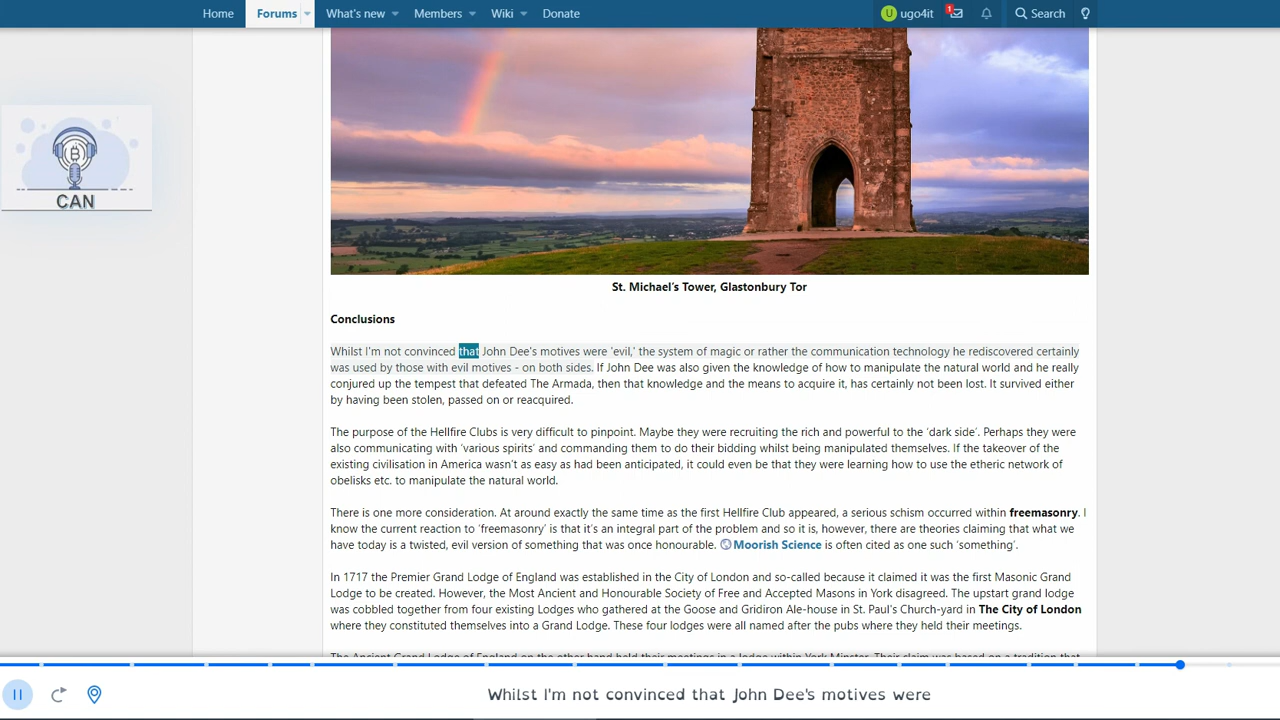 Home Forums What's new Members Wiki Donate U ugo4it 1 Search
CAN
St. Michael's Tower, Glastonbury Tor
Conclusions
Whilst I'm not convinced that John Dee's motives were 'evil,' the system of magic or rather the communication technology he rediscovered certainly
was used by those with evil motives - on both sides. If John Dee was also given the knowledge of how to manipulate the natural world and he really
conjured up the tempest that defeated The Armada, then that knowledge and the means to acquire it, has certainly not been lost. It survived either
by having been stolen, passed on or reacquired.
The purpose of the Hellfire Clubs is very difficult to pinpoint. Maybe they were recruiting the rich and powerful to the 'dark side'. Perhaps they were
also communicating with 'various spirits' and commanding them to do their bidding whilst being manipulated themselves. If the takeover of the
existing civilisation in America wasn't as easy as had been anticipated, it could even be that they were learning how to use the etheric network of
obelisks etc. to manipulate the natural world.
There is one more consideration. At around exactly the same time as the first Hellfire Club appeared, a serious schism occurred within freemasonry. I
know the current reaction to 'freemasonry' is that it's an integral part of the problem and so it is, however, there are theories claiming that what we
have today is a twisted, evil version of something that was once honourable. Moorish Science is often cited as one such 'something'.
In 1717 the Premier Grand Lodge of England was established in the City of London and so-called because it claimed it was the first Masonic Grand
Lodge to be created. However, the Most Ancient and Honourable Society of Free and Accepted Masons in York disagreed. The upstart grand lodge
was cobbled together from four existing Lodges who gathered at the Goose and Gridiron Ale-house in St. Paul's Church-yard in The City of London
where they constituted themselves into a Grand Lodge. These four lodges were all named after the pubs where they held their meetings.
The Ancient Grand Lodge of England on the other hand held their meetings in a lodge within York Minster. Their claim was based on a tradition that
Whilst I'm not convinced that John Dee's motives were